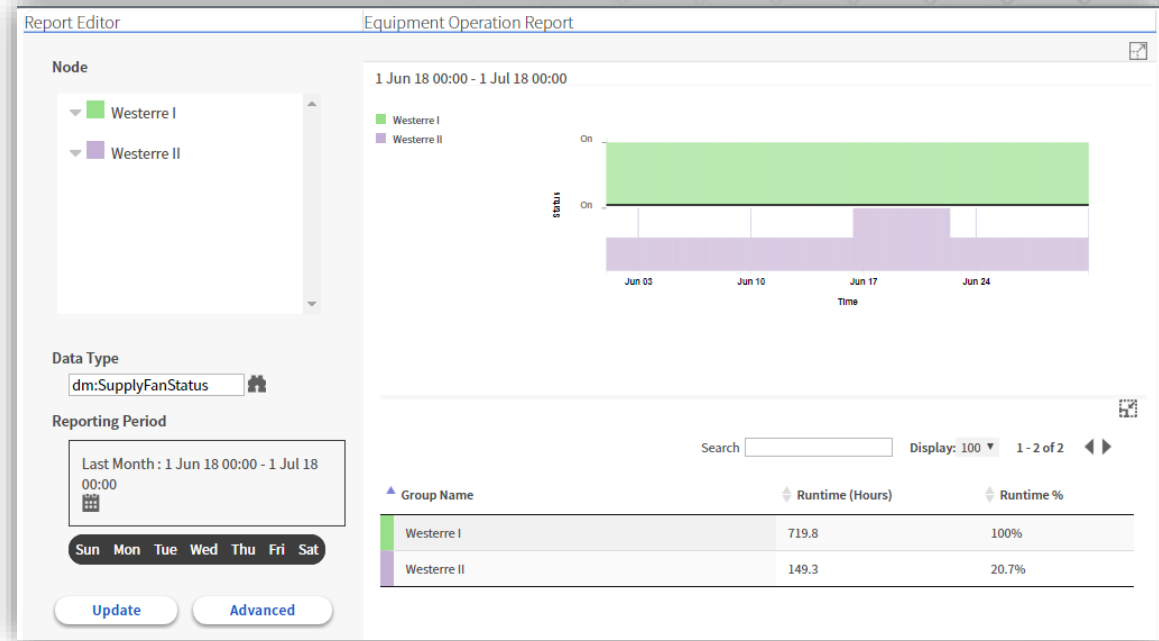 Report Editor
Equipment Operation Report
Node
Westerre I
Westerre II
Data Type
dm:SupplyFanStatus
Reporting Period
Last Month : 1 Jun 18 00:00 - 1 Jul 18
00:00
Sun Mon Tue Wed Thu Fri Sat
Update Advanced
1 Jun 18 00:00 - 1 Jul 18 00:00
Westerre I
Westerre II
On
On
Status
Jun 03 Jun 10 Jun 17 Jun 24
Time
Search Display: 100 1 - 2 of 2
Group Name Runtime (Hours) Runtime %
Westerre I 719.8 100%
Westerre II 149.3 20.7%